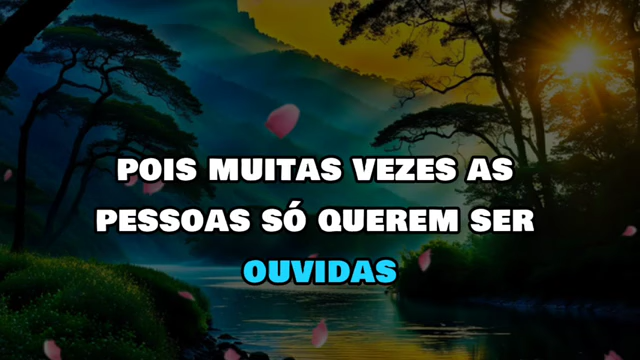 POIS MUITAS VEZES AS
PESSOAS SÓ QUEREM SER
OUVIDAS